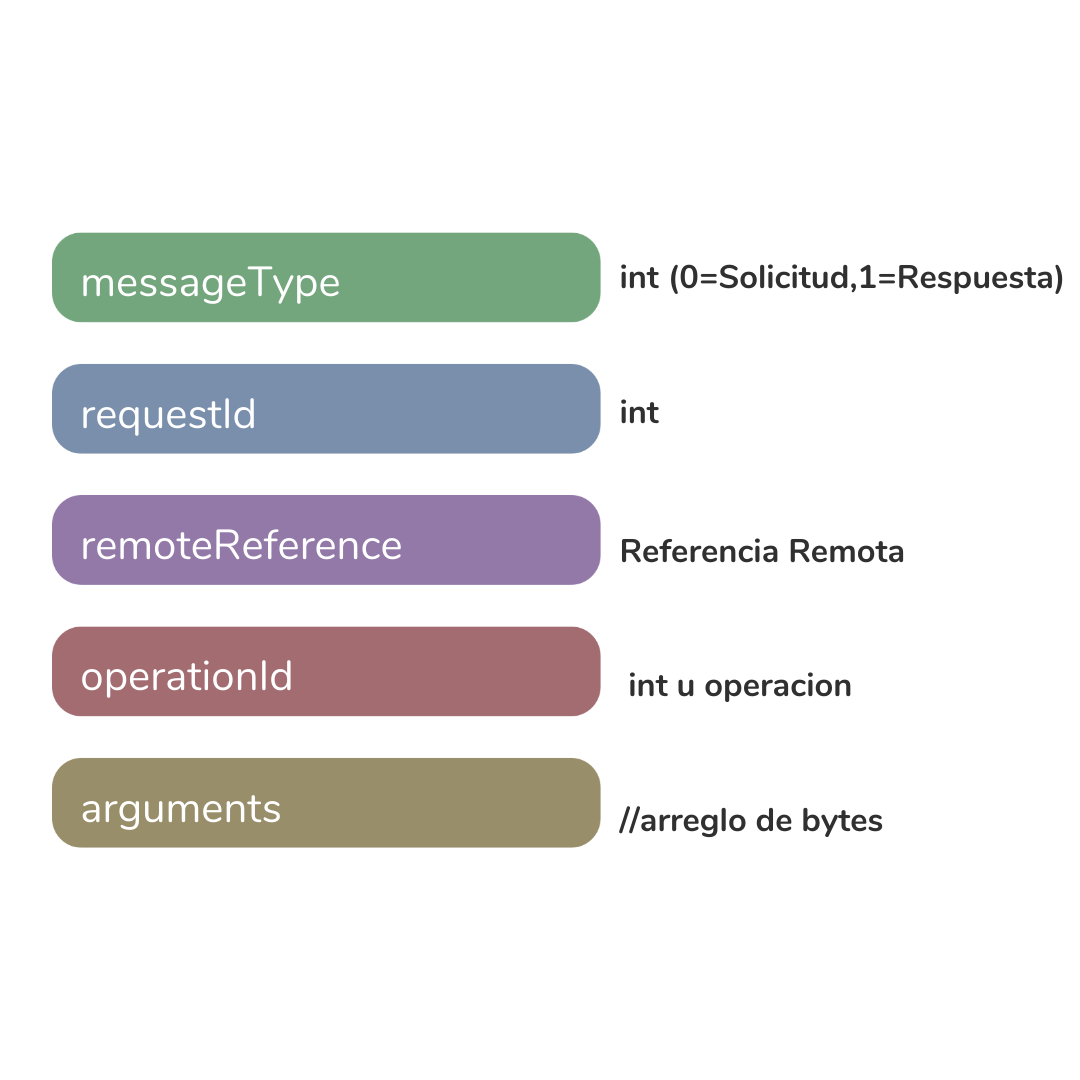 messageType
int (0=Solicitud,1=Respuesta)
requestId
int
remoteReference
Referencia Remota
operationId
int u operacion
arguments
//arreglo de bytes